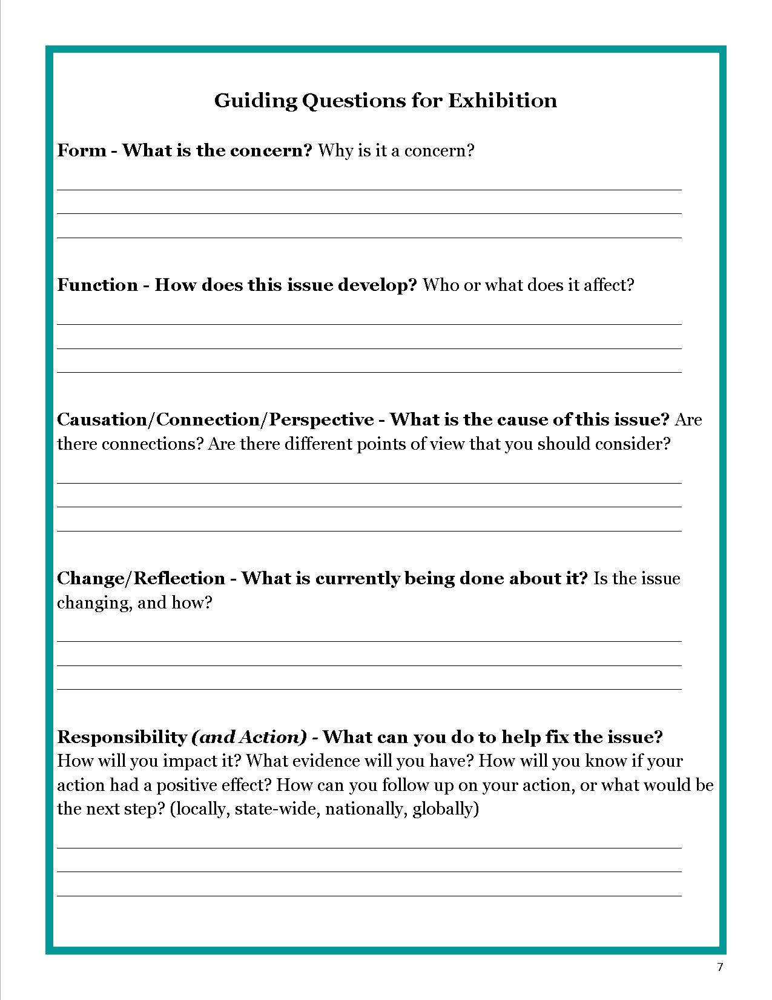 Guiding Questions for Exhibition
Form - What is the concern? Why is it a concern?
Function - How does this issue develop? Who or what does it affect?
Causation/Connection/Perspective - What is the cause of this issue? Are
there connections? Are there different points of view that you should consider?
Change/Reflection - What is currently being done about it? Is the issue
changing, and how?
Responsibility (and Action) - What can you do to help fix the issue?
How will you impact it? What evidence will you have? How will you know if your
action had a positive effect? How can you follow up on your action, or what would be
the next step? (locally, state-wide, nationally, globally)
7